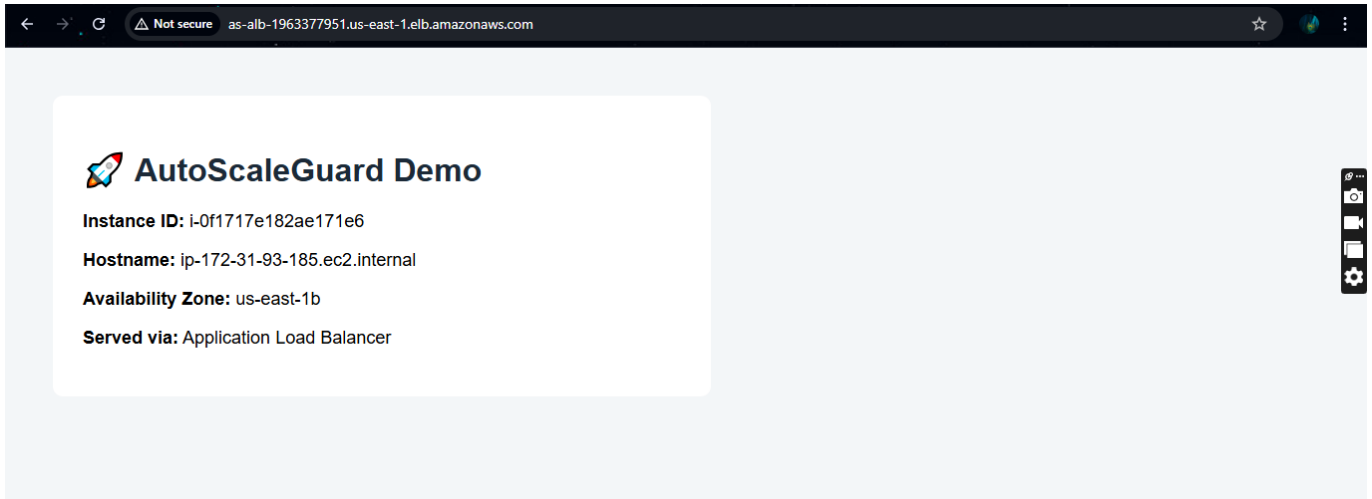 Not secure as-alb-1963377951.us-east-1.elb.amazonaws.com
🚀 AutoScaleGuard Demo
Instance ID: i-0f1717e182ae171e6
Hostname: ip-172-31-93-185.ec2.internal
Availability Zone: us-east-1b
Served via: Application Load Balancer